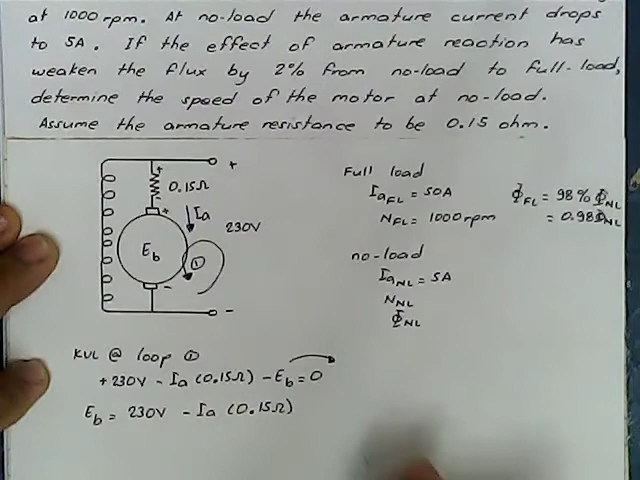 at 1000 rpm. At no-load the armature current drops
to 5A. If the effect of armature reaction has
weaken the flux by 2% from no-load to full-load,
determine the speed of the motor at no-load.
Assume the armature resistance to be 0.15 ohm.
+
+
0.15Ω
-
+
Ia
230V
Eb
①
-
-
Full load
IaFL = 50A
ΦFL = 98% ΦNL
NFL = 1000 rpm
= 0.98ΦNL
no-load
IaNL = 5A
NNL
ΦNL
KVL @ loop ①
+230V - Ia (0.15Ω) - Eb = 0
Eb = 230V - Ia (0.15Ω)